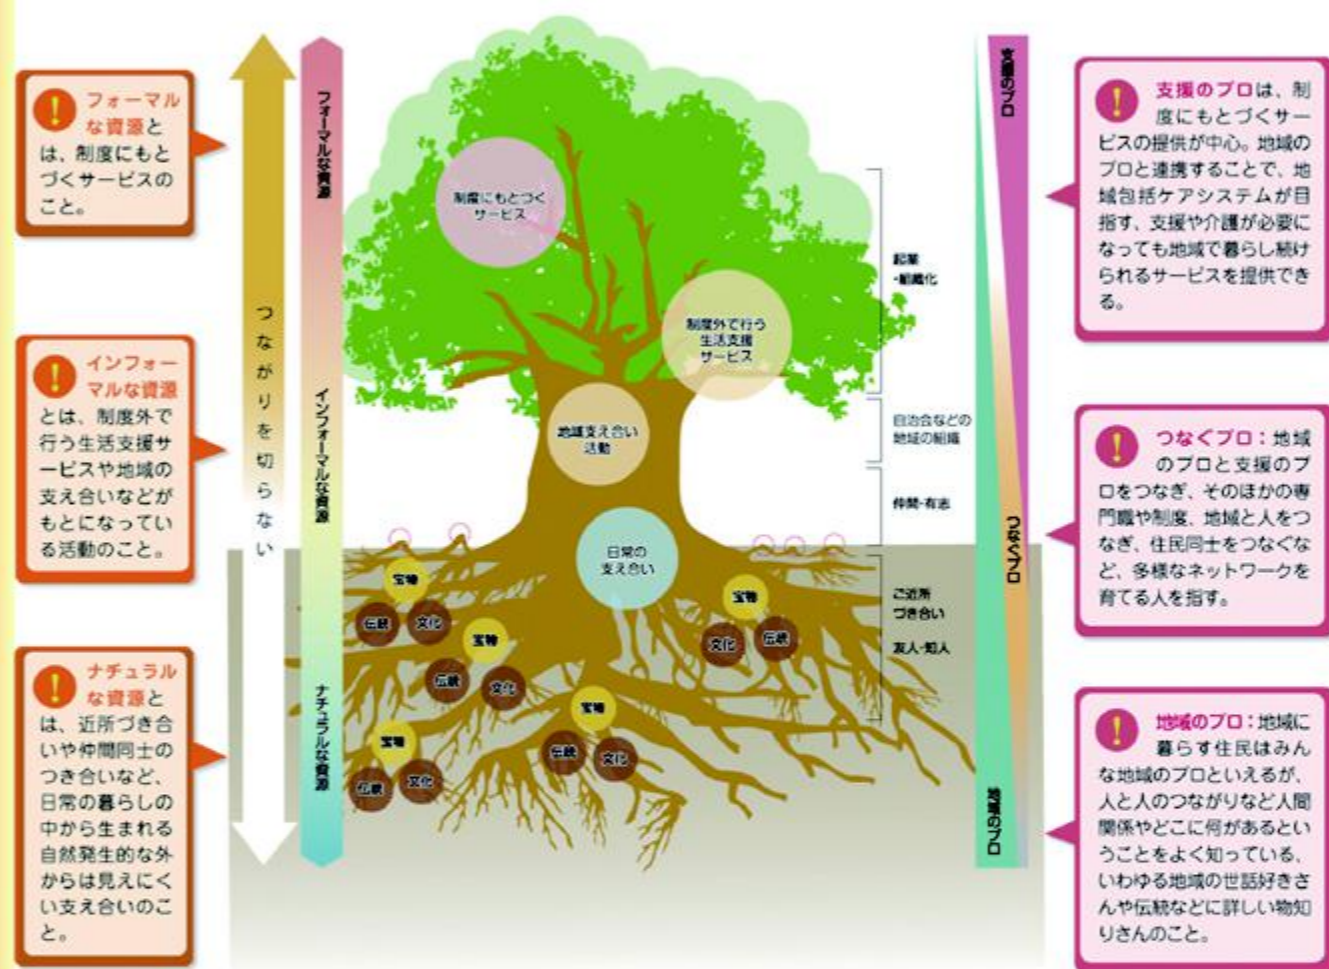 フォーマル
な資源と
は、制度にもと
づくサービスの
こと。
インフォー
マルな資源
とは、制度外で
行う生活支援サ
ービスや地域の
支え合いなどが
もとになってい
る活動のこと。
ナチュラル
な資源と
は、近所づき合
いや仲間同士の
つき合いなど、
日常の暮らしの
中から生まれる
自然発生的な外
からは見えにく
い支え合いのこ
と。
つながりを切らない
フォーマルな資源
インフォーマルな資源
ナチュラルな資源
制度にもとづく
サービス
制度外で行う
生活支援
サービス
地域支え合い
活動
日常の
支え合い
宝物
伝統
文化
宝物
伝統
文化
宝物
文化
伝統
宝物
伝統
文化
宝物
伝統
文化
起業
・組織化
自治会などの
地域の組織
仲間・有志
ご近所
づき合い
友人・知人
支援のプロ
つなぐプロ
地域のプロ
支援のプロは、制
度にもとづくサー
ビスの提供が中心。地域の
プロと連携することで、地
域包括ケアシステムが目
指す、支援や介護が必要に
なっても地域で暮らし続け
られるサービスを提供でき
る。
つなぐプロ：地域
のプロと支援のプ
ロをつなぎ、そのほかの専
門職や制度、地域と人をつ
なぎ、住民同士をつなぐな
ど、多様なネットワークを
育てる人を指す。
地域のプロ：地域に
暮らす住民はみん
な地域のプロといえるが、
人と人のつながりなど人間
関係やどこに何があるとい
うことをよく知っている、
いわゆる地域の世話好きさ
んや伝統などに詳しい物知
りさんのこと。